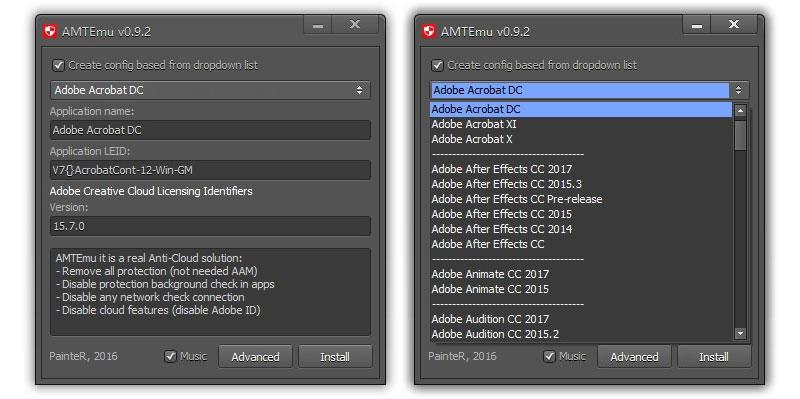 AMTEmu v0.9.2
Create config based from dropdown list
Adobe Acrobat DC
Application name:
Adobe Acrobat DC
Application LEID:
V7{}AcrobatCont-12-Win-GM
Adobe Creative Cloud Licensing Identifiers
Version:
15.7.0
AMTEmu it is a real Anti-Cloud solution:
- Remove all protection (not needed AAM)
- Disable protection background check in apps
- Disable any network check connection
- Disable cloud features (disable Adobe ID)
PainteR, 2016
Music
Advanced
Install
AMTEmu v0.9.2
Create config based from dropdown list
Adobe Acrobat DC
Adobe Acrobat DC
Adobe Acrobat XI
Adobe Acrobat X
--------------------------------------
Adobe After Effects CC 2017
Adobe After Effects CC 2015.3
Adobe After Effects CC Pre-release
Adobe After Effects CC 2015
Adobe After Effects CC 2014
Adobe After Effects CC
--------------------------------------
Adobe Animate CC 2017
Adobe Animate CC 2015
--------------------------------------
Adobe Audition CC 2017
Adobe Audition CC 2015.2
PainteR, 2016
Music
Advanced
Install